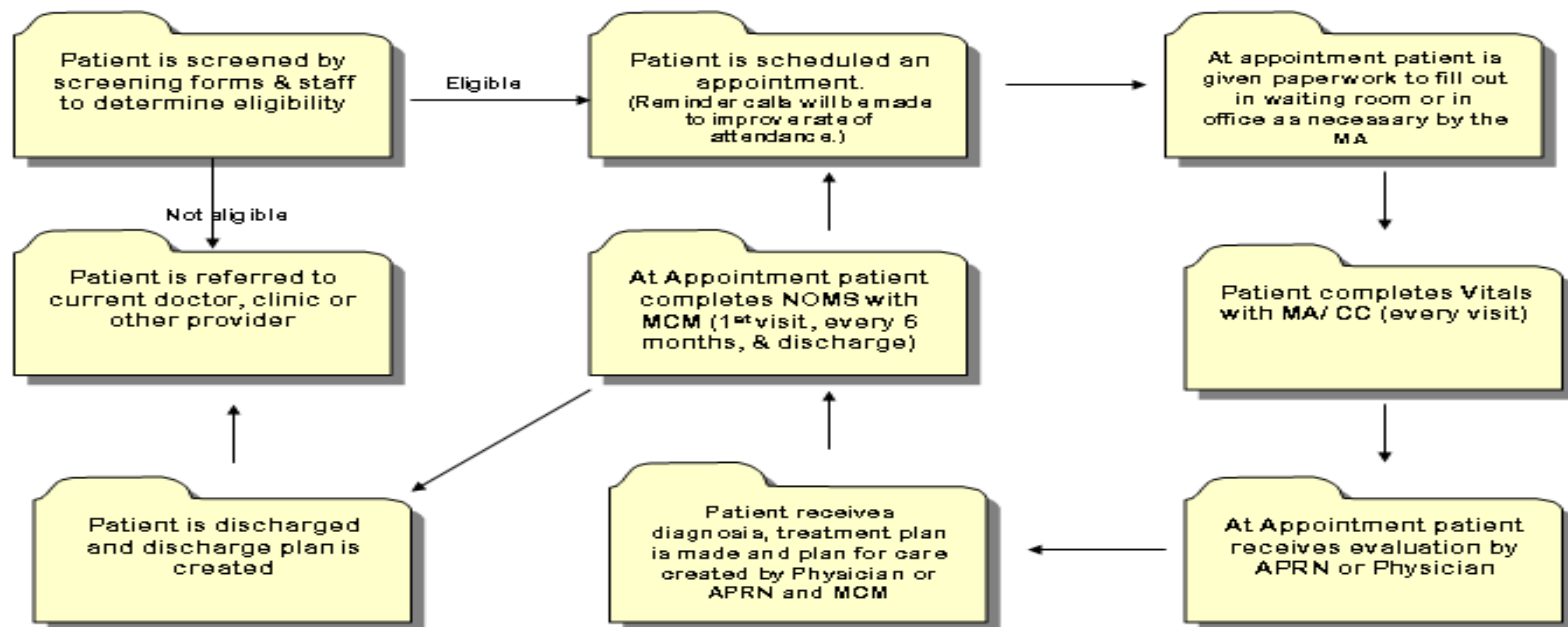 Patient is screened by
screening forms & staff
to determine eligibility
Eligible
Patient is scheduled an
appointment.
(Reminder calls will be made
to improve rate of
attendance.)
At appointment patient is
given paperwork to fill out
in waiting room or in
office as necessary by the
MA
Not eligible
Patient is referred to
current doctor, clinic or
other provider
At Appointment patient
completes NOMS with
MCM (1st visit, every 6
months, & discharge)
Patient completes Vitals
with MA/ CC (every visit)
Patient is discharged
and discharge plan is
created
Patient receives
diagnosis, treatment plan
is made and plan for care
created by Physician or
APRN and MCM
At Appointment patient
receives evaluation by
APRN or Physician